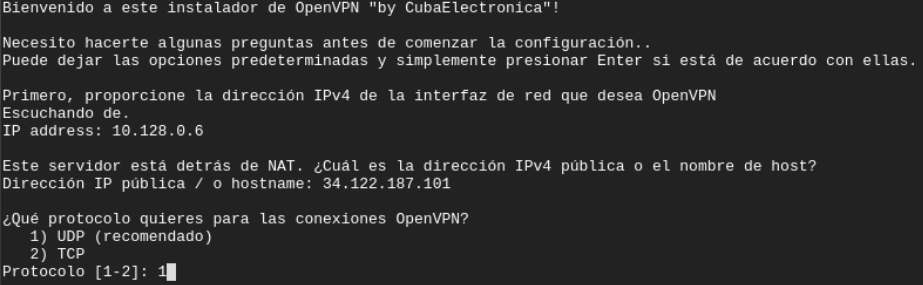 Bienvenido a este instalador de OpenVPN "by CubaElectronica"!
Necesito hacerte algunas preguntas antes de comenzar la configuración..
Puede dejar las opciones predeterminadas y simplemente presionar Enter si está de acuerdo con ellas.
Primero, proporcione la dirección IPv4 de la interfaz de red que desea OpenVPN
Escuchando de.
IP address: 10.128.0.6
Este servidor está detrás de NAT. ¿Cuál es la dirección IPv4 pública o el nombre de host?
Dirección IP pública / o hostname: 34.122.187.101
¿Qué protocolo quieres para las conexiones OpenVPN?
1) UDP (recomendado)
2) TCP
Protocolo [1-2]: 1